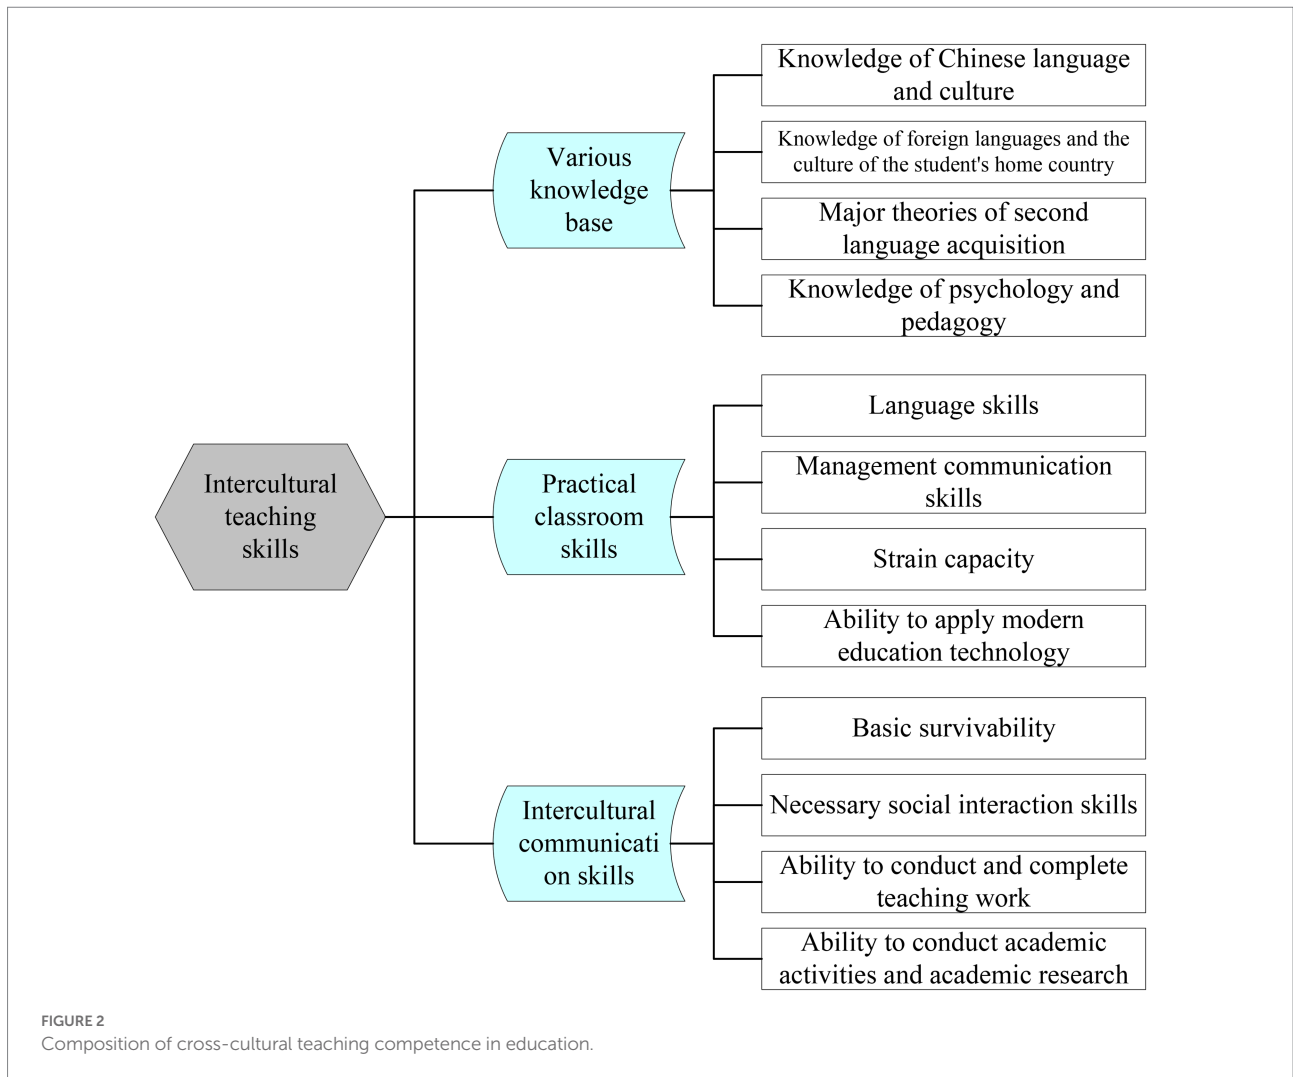 Intercultural
teaching
skills
Various
knowledge
base
Knowledge of Chinese language
and culture
Knowledge of foreign languages and the
culture of the student's home country
Major theories of second
language acquisition
Knowledge of psychology and
pedagogy
Practical
classroom
skills
Language skills
Management communication
skills
Strain capacity
Ability to apply modern
education technology
Intercultural
communicati
on skills
Basic survivability
Necessary social interaction skills
Ability to conduct and complete
teaching work
Ability to conduct academic
activities and academic research
FIGURE 2
Composition of cross-cultural teaching competence in education.